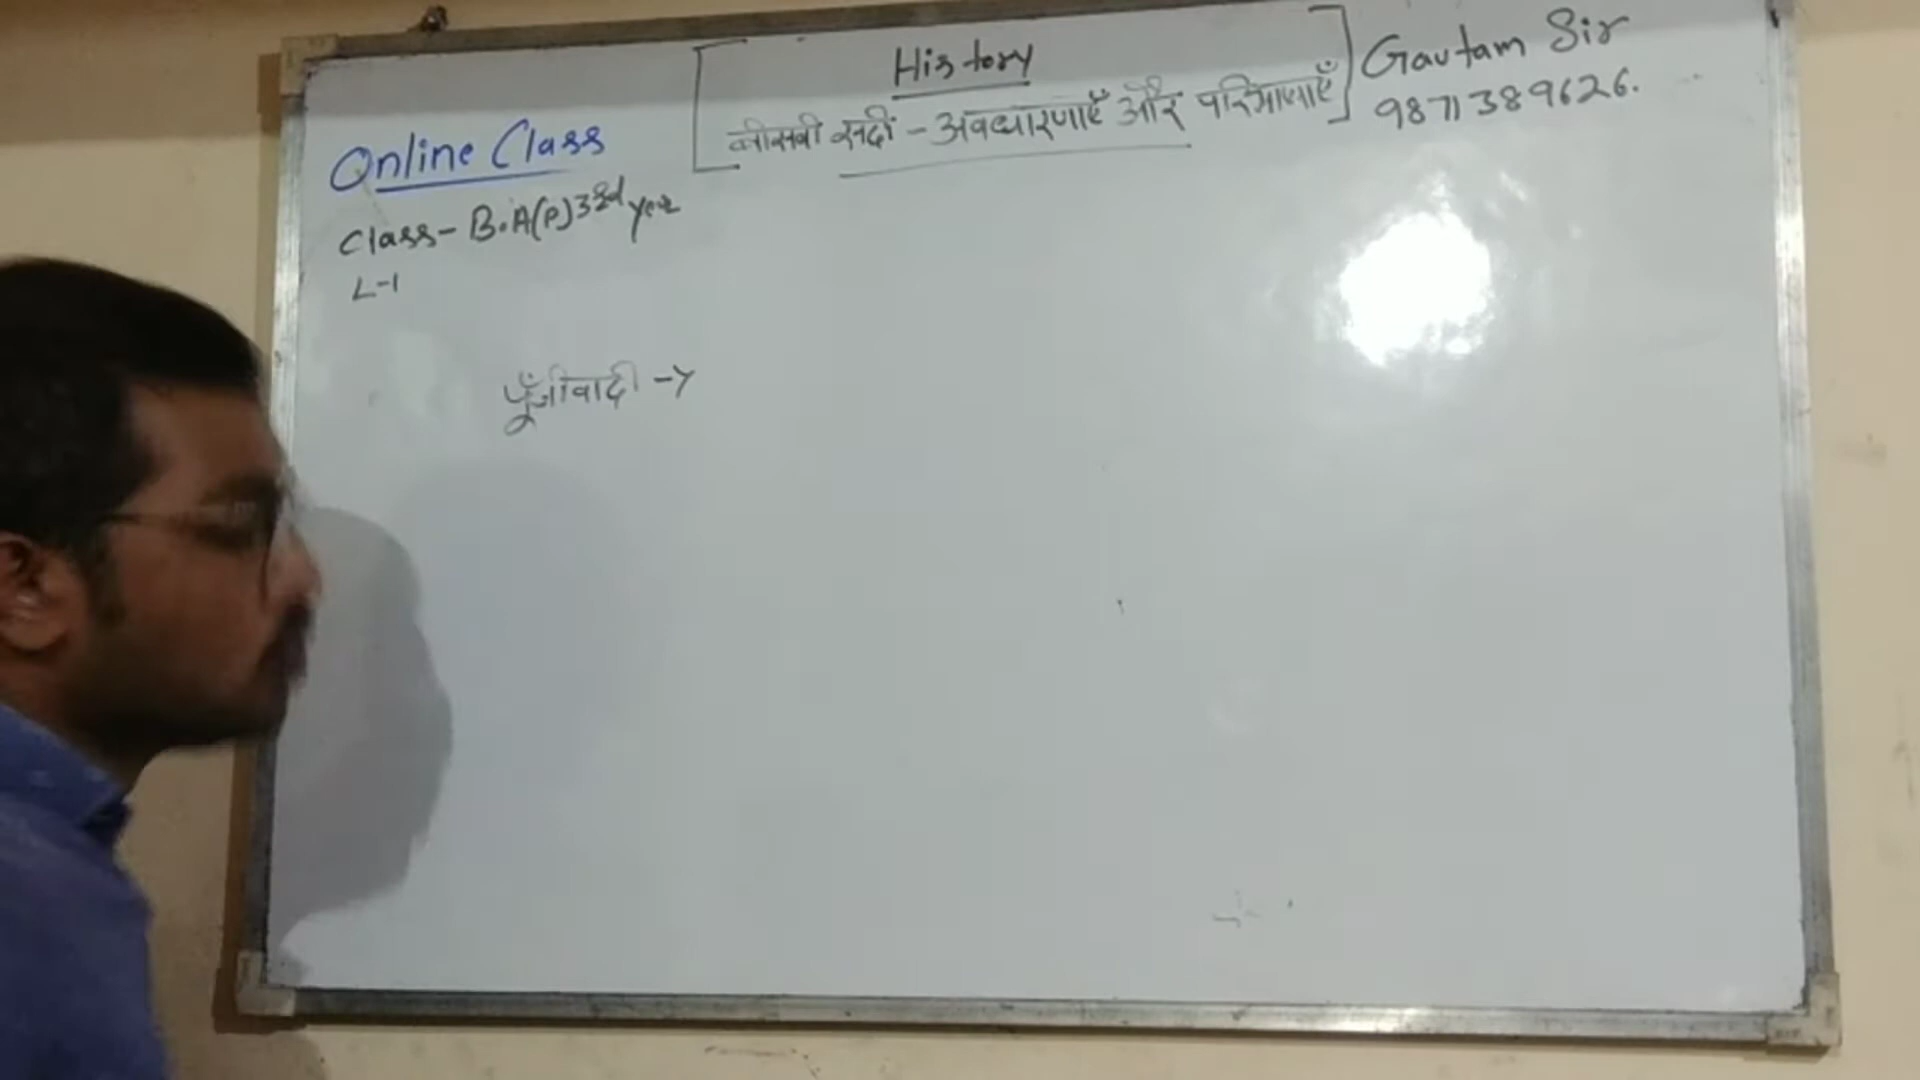 History
बीसवी सदी - अवधारणाएँ और परिभाषाएँ
Gautam Sir
9871389626.
Online Class
Class- B.A(P) 3rd year
L-1
पूँजीवादी →